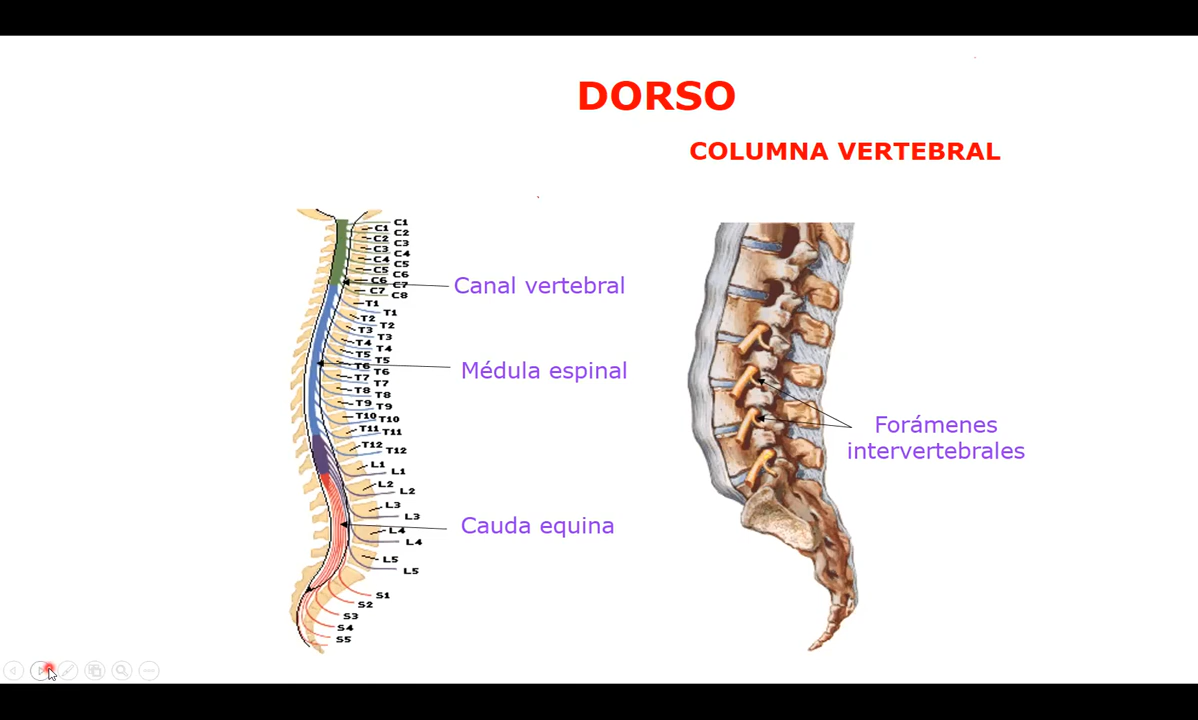 DORSO
COLUMNA VERTEBRAL
C1
C1
C2
C2
C3
C3
C4
C4
C5
C5
C6
C6
C7
C7
C8
T1
T1
T2
T2
T3
T3
T4
T4
T5
T5
T6
T6
T7
T7
T8
T8
T9
T9
T10
T10
T11
T11
T12
T12
L1
L1
L2
L2
L3
L3
L4
L4
L5
L5
S1
S2
S3
S4
S5
Canal vertebral
Médula espinal
Cauda equina
Forámenes
intervertebrales